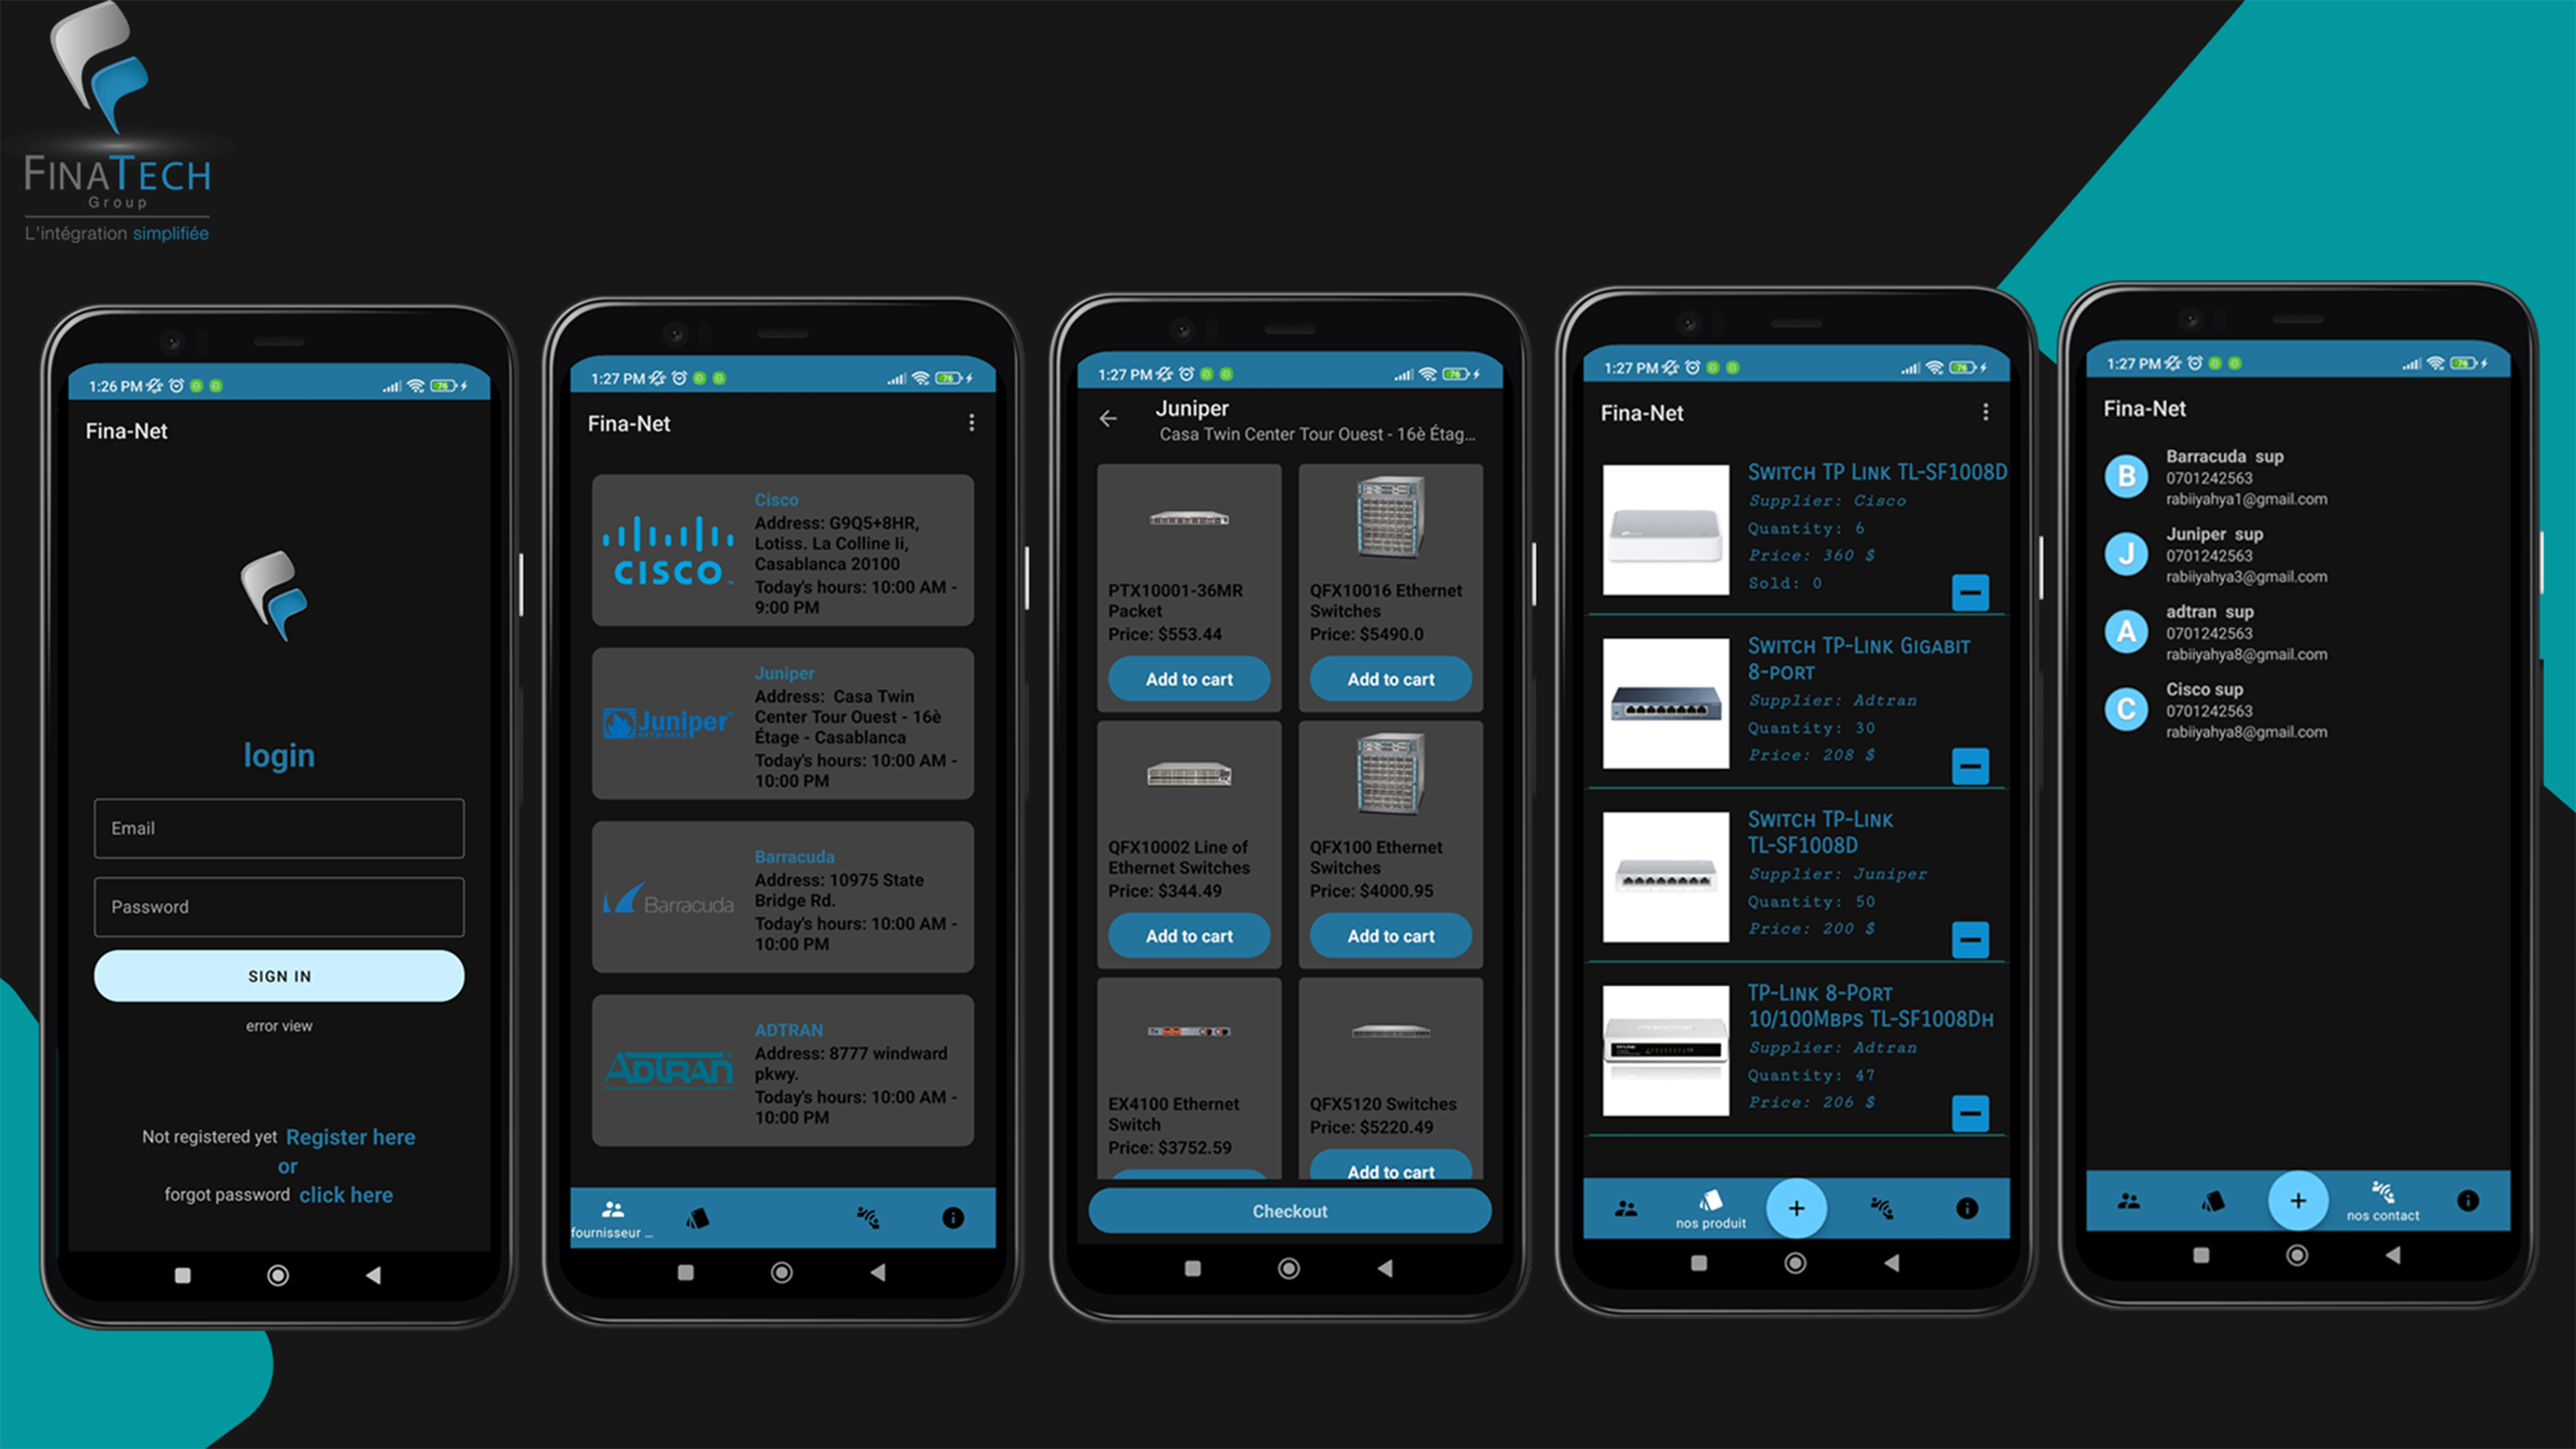 FINATECH
Group
L'intégration simplifiée
1:26 PM
76
Fina-Net
login
Email
Password
SIGN IN
error view
Not registered yet Register here
or
forgot password click here
1:27 PM
76
Fina-Net
CISCO
Cisco
Address: G9Q5+8HR,
Lotiss. La Colline Ii,
Casablanca 20100
Today's hours: 10:00 AM -
9:00 PM
Juniper
NETWORKS
Juniper
Address: Casa Twin
Center Tour Ouest - 16è
Étage - Casablanca
Today's hours: 10:00 AM -
10:00 PM
Barracuda
Barracuda
Address: 10975 State
Bridge Rd.
Today's hours: 10:00 AM -
10:00 PM
ADTRAN
ADTRAN
Address: 8777 windward
pkwy.
Today's hours: 10:00 AM -
10:00 PM
fournisseur ...
1:27 PM
76
Juniper
Casa Twin Center Tour Ouest - 16è Étag...
PTX10001-36MR
Packet
Price: $553.44
Add to cart
QFX10016 Ethernet
Switches
Price: $5490.0
Add to cart
QFX10002 Line of
Ethernet Switches
Price: $344.49
Add to cart
QFX100 Ethernet
Switches
Price: $4000.95
Add to cart
EX4100 Ethernet
Switch
Price: $3752.59
QFX5120 Switches
Price: $5220.49
Add to cart
Checkout
1:27 PM
76
Fina-Net
SWITCH TP LINK TL-SF1008D
Supplier: Cisco
Quantity: 6
Price: 360 $
Sold: 0
SWITCH TP-LINK GIGABIT
8-PORT
Supplier: Adtran
Quantity: 30
Price: 208 $
SWITCH TP-LINK
TL-SF1008D
Supplier: Juniper
Quantity: 50
Price: 200 $
TP-LINK 8-PORT
10/100MBPS TL-SF1008DH
Supplier: Adtran
Quantity: 47
Price: 206 $
nos produit
+
1:27 PM
76
Fina-Net
B
Barracuda sup
0701242563
rabiiyahya1@gmail.com
J
Juniper sup
0701242563
rabiiyahya3@gmail.com
A
adtran sup
0701242563
rabiiyahya8@gmail.com
C
Cisco sup
0701242563
rabiiyahya8@gmail.com
+
nos contact